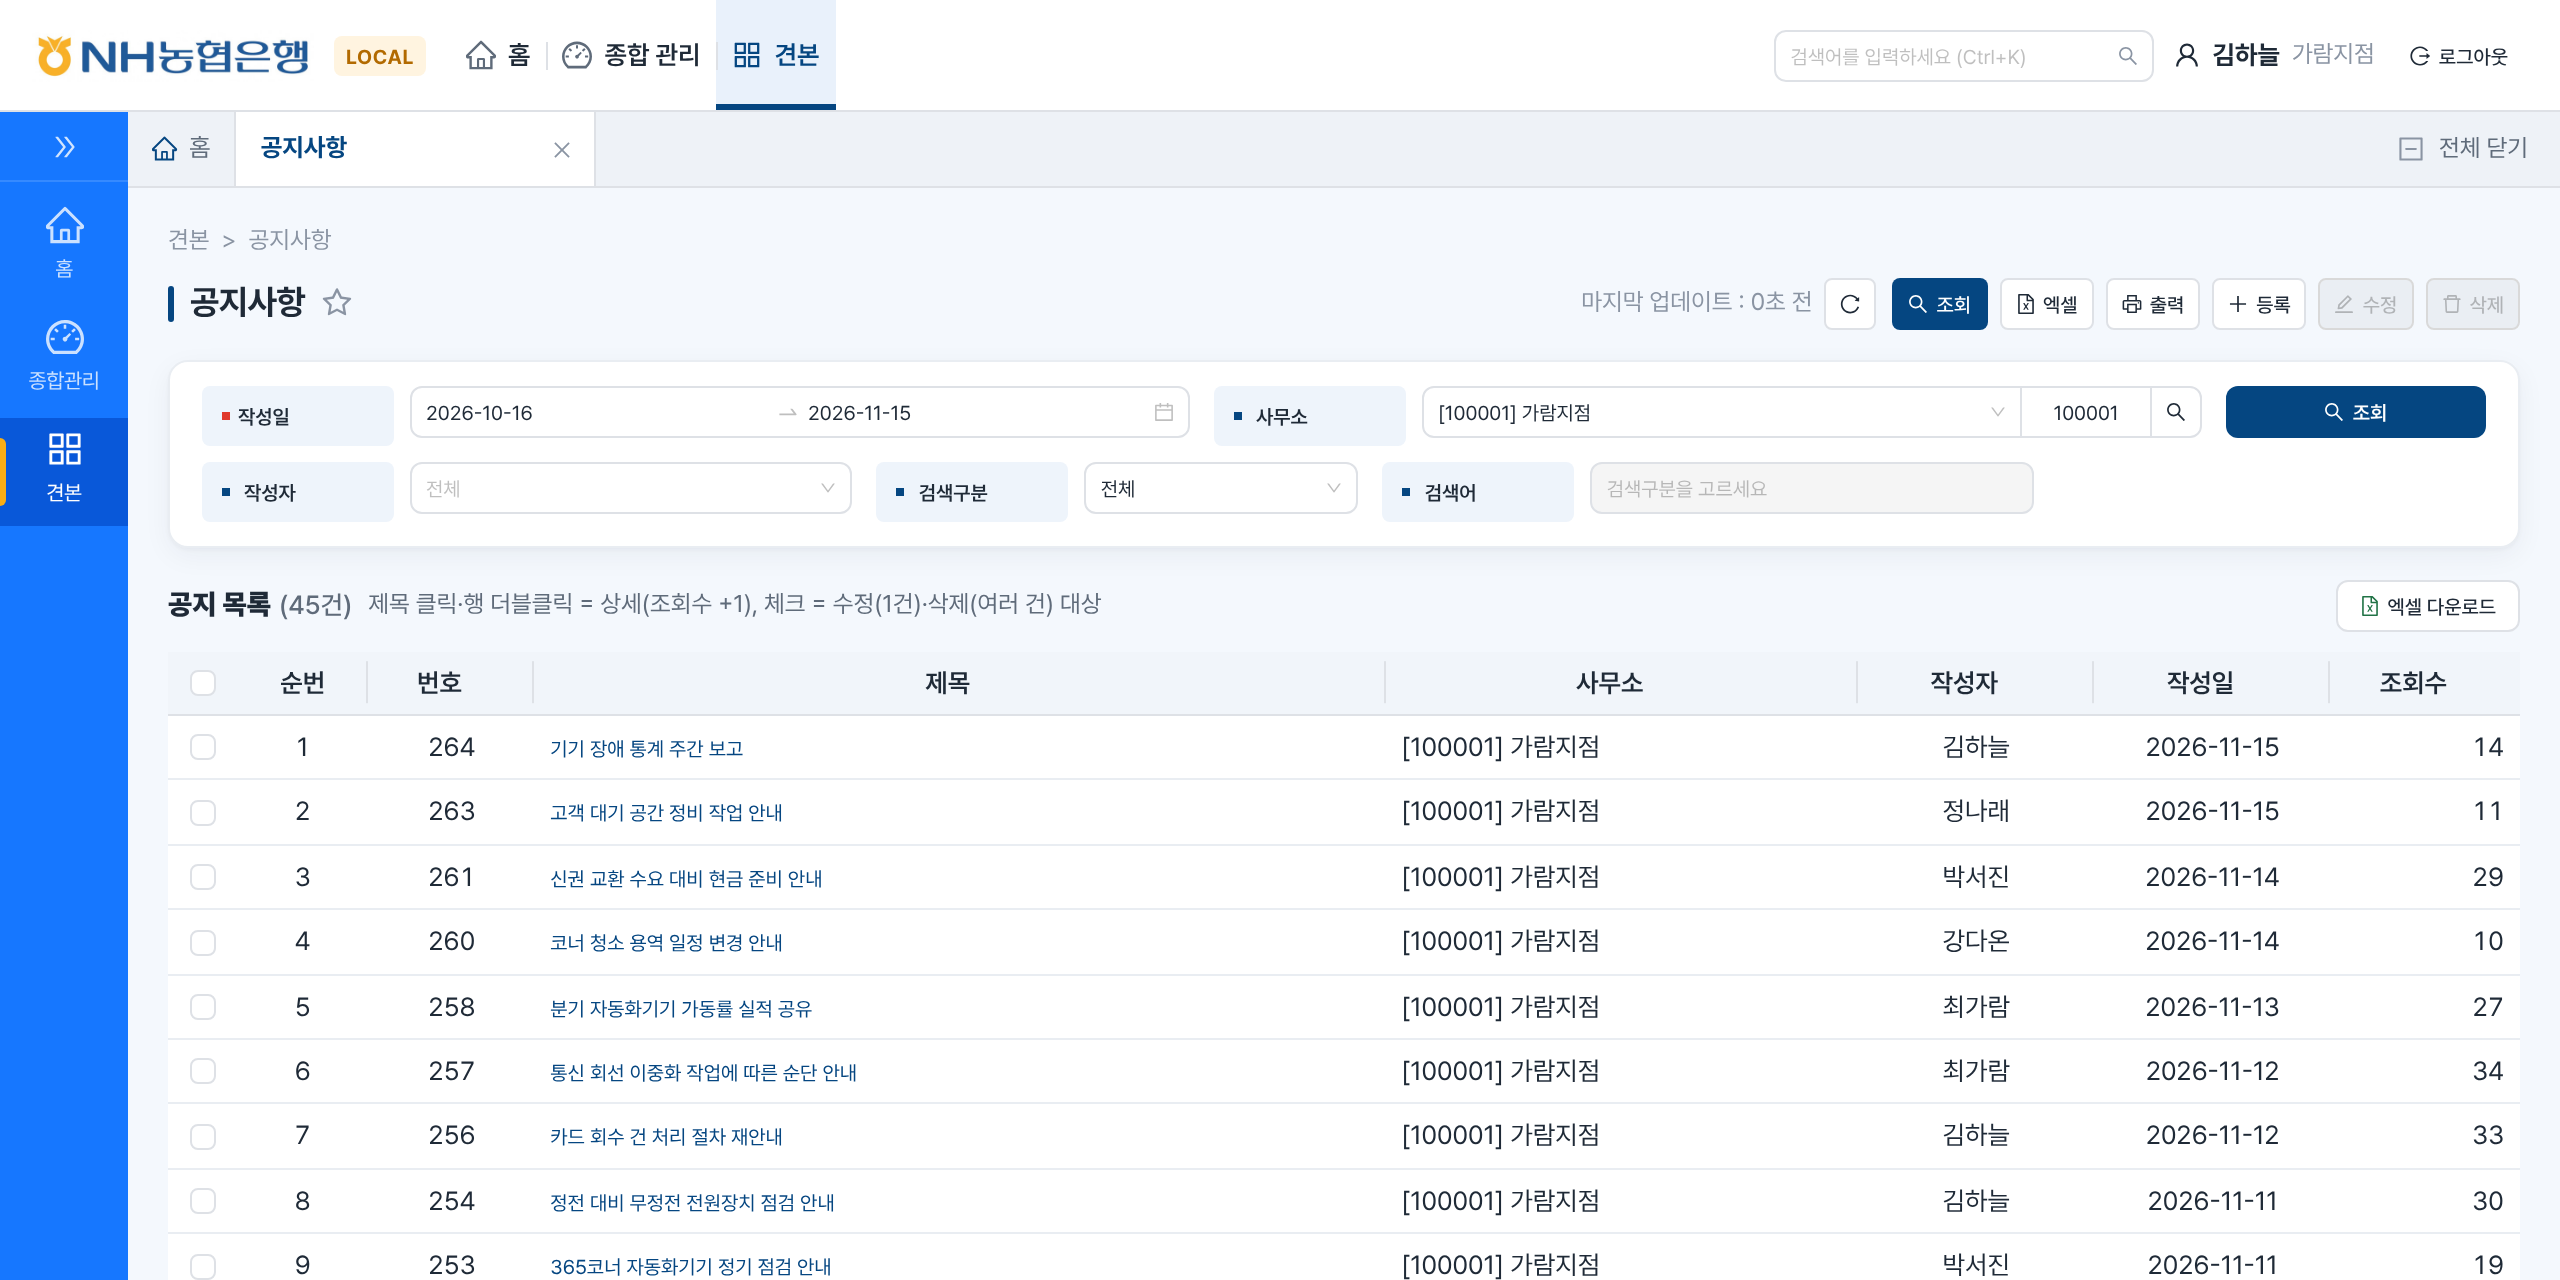 NH농협은행 LOCAL 홈 종합 관리 견본 검색어를 입력하세요 (Ctrl+K) 김하늘 가람지점 로그아웃
홈 공지사항 전체 닫기
홈
종합관리
견본
견본 > 공지사항
공지사항 마지막 업데이트 : 0초 전 조회 엑셀 출력 등록 수정 삭제
작성일 2026-10-16 → 2026-11-15 사무소 [100001] 가람지점 100001 조회
작성자 전체 검색구분 전체 검색어 검색구분을 고르세요
공지 목록 (45건) 제목 클릭·행 더블클릭 = 상세(조회수 +1), 체크 = 수정(1건)·삭제(여러 건) 대상 엑셀 다운로드
순번 번호 제목 사무소 작성자 작성일 조회수
1 264 기기 장애 통계 주간 보고 [100001] 가람지점 김하늘 2026-11-15 14
2 263 고객 대기 공간 정비 작업 안내 [100001] 가람지점 정나래 2026-11-15 11
3 261 신권 교환 수요 대비 현금 준비 안내 [100001] 가람지점 박서진 2026-11-14 29
4 260 코너 청소 용역 일정 변경 안내 [100001] 가람지점 강다온 2026-11-14 10
5 258 분기 자동화기기 가동률 실적 공유 [100001] 가람지점 최가람 2026-11-13 27
6 257 통신 회선 이중화 작업에 따른 순단 안내 [100001] 가람지점 최가람 2026-11-12 34
7 256 카드 회수 건 처리 절차 재안내 [100001] 가람지점 김하늘 2026-11-12 33
8 254 정전 대비 무정전 전원장치 점검 안내 [100001] 가람지점 김하늘 2026-11-11 30
9 253 365코너 자동화기기 정기 점검 안내 [100001] 가람지점 박서진 2026-11-11 19